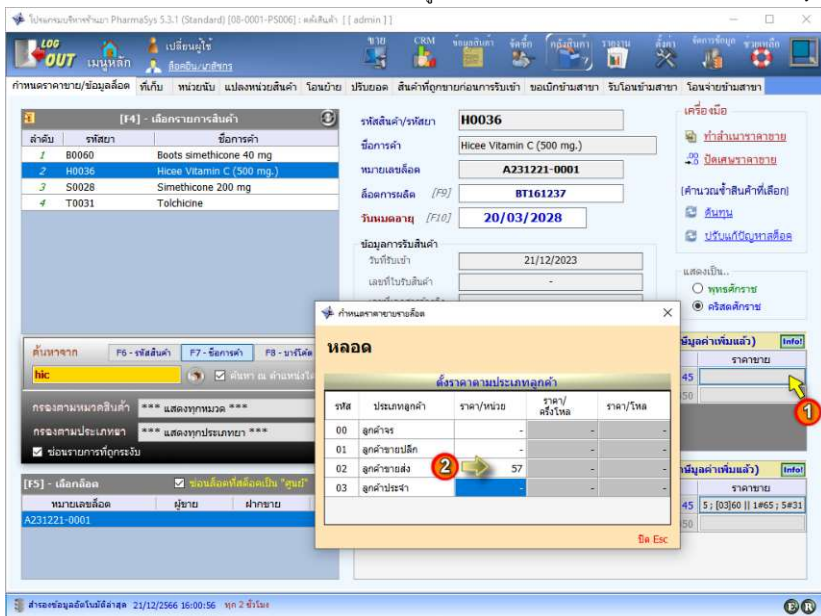 โปรแกรมบริหารร้านยา PharmaSys 5.3.1 (Standard) [08-0001-PS006] : คลังสินค้า [ [ admin ] ]
LOG OUT
เมนูหลัก
เปลี่ยนผู้ใช้
ล็อคอิน/เภสัชกร
ขาย
CRM
ข้อมูลสินค้า
จัดซื้อ
คลังสินค้า
รายงาน
ตั้งค่า
จัดการข้อมูล
ช่วยเหลือ
กำหนดราคาขาย/ข้อมูลล็อต ที่เก็บ หน่วยนับ แปลงหน่วยสินค้า โอนย้าย ปรับยอด สินค้าที่ถูกขายก่อนการรับเข้า ขอเบิกข้ามสาขา รับโอนข้ามสาขา โอนจ่ายข้ามสาขา
[F4] - เลือกรายการสินค้า
ลำดับ รหัสยา ชื่อการค้า
1 B0060 Boots simethicone 40 mg
2 H0036 Hicee Vitamin C (500 mg.)
3 S0028 Simethicone 200 mg
4 T0031 Tolchicine
รหัสสินค้า/รหัสยา H0036
ชื่อการค้า Hicee Vitamin C (500 mg.)
หมายเลขล็อต A231221-0001
ล็อตการผลิต [F9] BT161237
วันหมดอายุ [F10] 20/03/2028
ข้อมูลการรับสินค้า
วันที่รับเข้า 21/12/2023
เลขที่ใบรับสินค้า -
เครื่องมือ
ทำสำเนาราคาขาย
ปัดเศษราคาขาย
(คำนวณซ้ำสินค้าที่เลือก)
ต้นทุน
ปรับแก้ปัญหาสต็อค
แสดงเป็น..
พุทธศักราช
คริสตศักราช
ค้นหาจาก F6 - รหัสสินค้า F7 - ชื่อการค้า F8 - บาร์โค้ด
hic
ค้นหา ณ ตำแหน่งใด
กรองตามหมวดสินค้า *** แสดงทุกหมวด ***
กรองตามประเภทยา *** แสดงทุกประเภทยา ***
ซ่อนรายการที่ถูกระงับ
[F5] - เลือกล็อต ซ่อนล็อตที่สต็อคเป็น "ศูนย์"
หมายเลขล็อต ผู้ขาย ฝากขาย
A231221-0001
กำหนดราคาขายรายล็อต
หลอด
ตั้งราคาตามประเภทลูกค้า
รหัส ประเภทลูกค้า ราคา/หน่วย ราคา/ครึ่งโหล ราคา/โหล
00 ลูกค้าจร - - -
01 ลูกค้าขายปลีก - - -
02 ลูกค้าขายส่ง 57 - -
03 ลูกค้าประจำ - - -
2
ปิด Esc
ษีมูลค่าเพิ่มแล้ว) Info!
ราคาขาย
45
50
1
ษีมูลค่าเพิ่มแล้ว) Info!
ราคาขาย
45 5 ; [03]60 || 1#65 ; 5#31
50
สำรองข้อมูลอัตโนมัติล่าสุด 21/12/2566 16:00:56 ทุก 2 ชั่วโมง